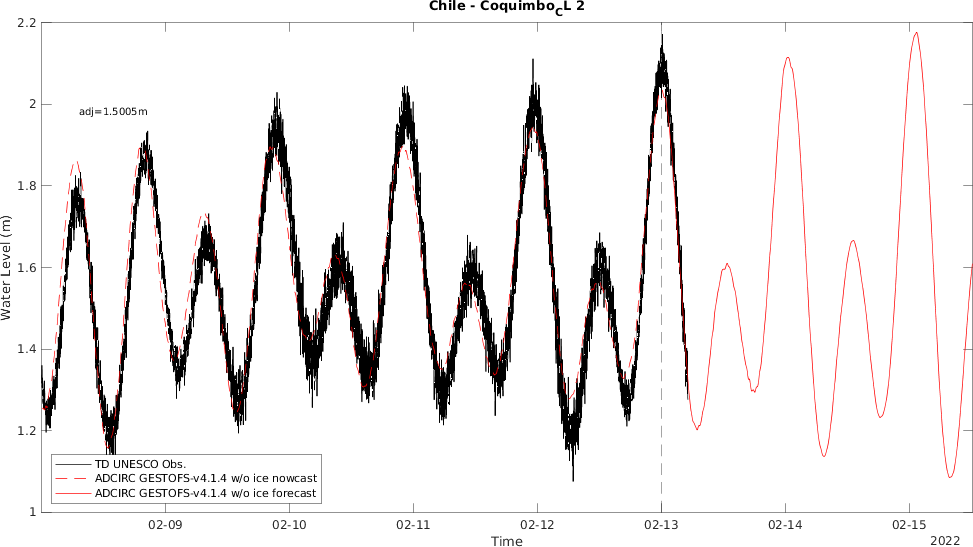 Chile - Coquimbo_CL 2
2.2
2
1.8
1.6
1.4
1.2
1
Water Level (m)
adj=1.5005m
TD UNESCO Obs.
ADCIRC GESTOFS-v4.1.4 w/o ice nowcast
ADCIRC GESTOFS-v4.1.4 w/o ice forecast
02-09 02-10 02-11 02-12 02-13 02-14 02-15
Time
2022